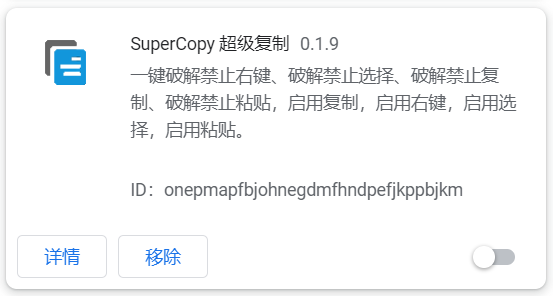 SuperCopy 超级复制 0.1.9
一键破解禁止右键、破解禁止选择、破解禁止复
制、破解禁止粘贴，启用复制，启用右键，启用选
择，启用粘贴。
ID：onepmapfbjohnegdmfhndpefjkppbjkm
详情 移除